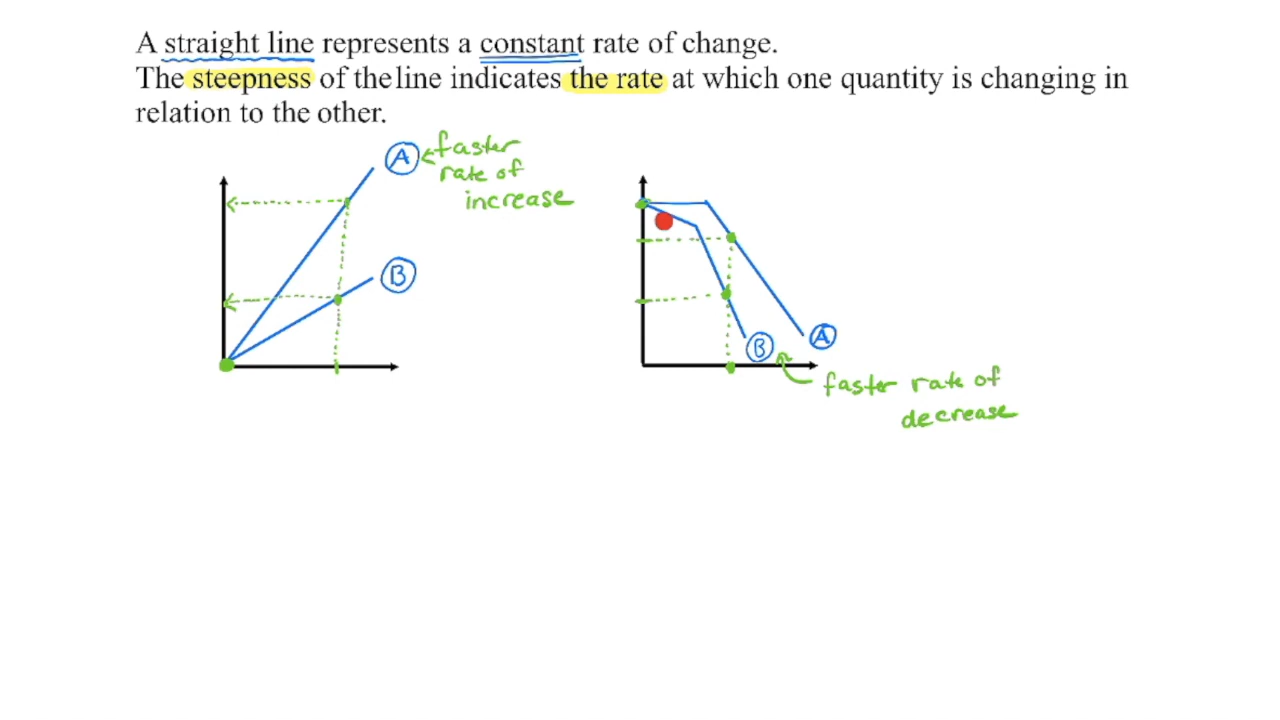 A straight line represents a constant rate of change.
The steepness of the line indicates the rate at which one quantity is changing in
relation to the other.
A faster
rate of
increase
B
B
A
faster rate of
decrease